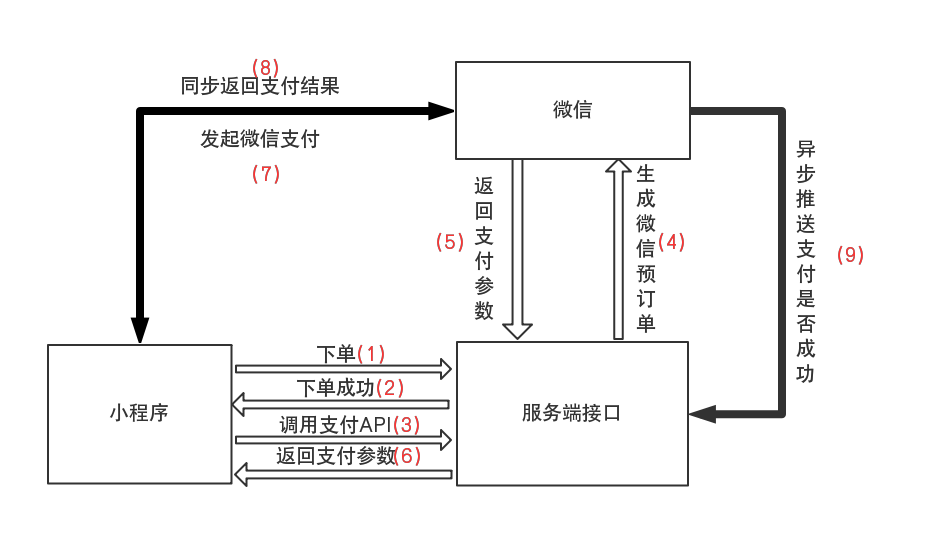 (8)
同步返回支付结果
微信
发起微信支付
(7)
返回支付参数
(5)
生成微信预订单
(4)
异步推送支付是否成功
(9)
下单(1)
下单成功(2)
小程序
服务端接口
调用支付API(3)
返回支付参数(6)